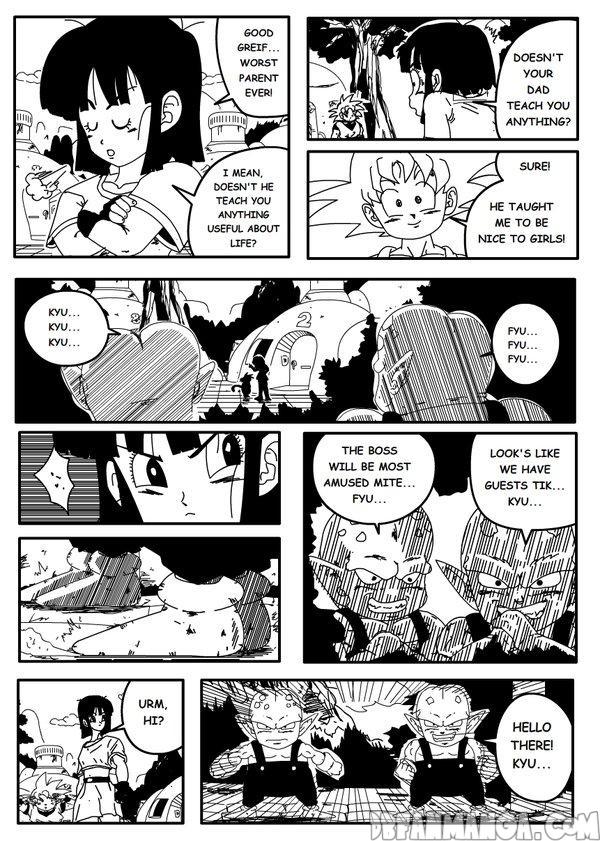 GOOD
GREIF...
WORST
PARENT
EVER!
I MEAN,
DOESN'T HE
TEACH YOU
ANYTHING
USEFUL ABOUT
LIFE?
DOESN'T
YOUR
DAD
TEACH YOU
ANYTHING?
SURE!
HE TAUGHT
ME TO BE
NICE TO GIRLS!
KYU...
KYU...
KYU...
2
FYU...
FYU...
FYU...
THE BOSS
WILL BE MOST
AMUSED MITE...
FYU...
LOOK'S LIKE
WE HAVE
GUESTS TIK...
KYU...
URM,
HI?
HELLO
THERE!
KYU...
DBFANMANGA.COM